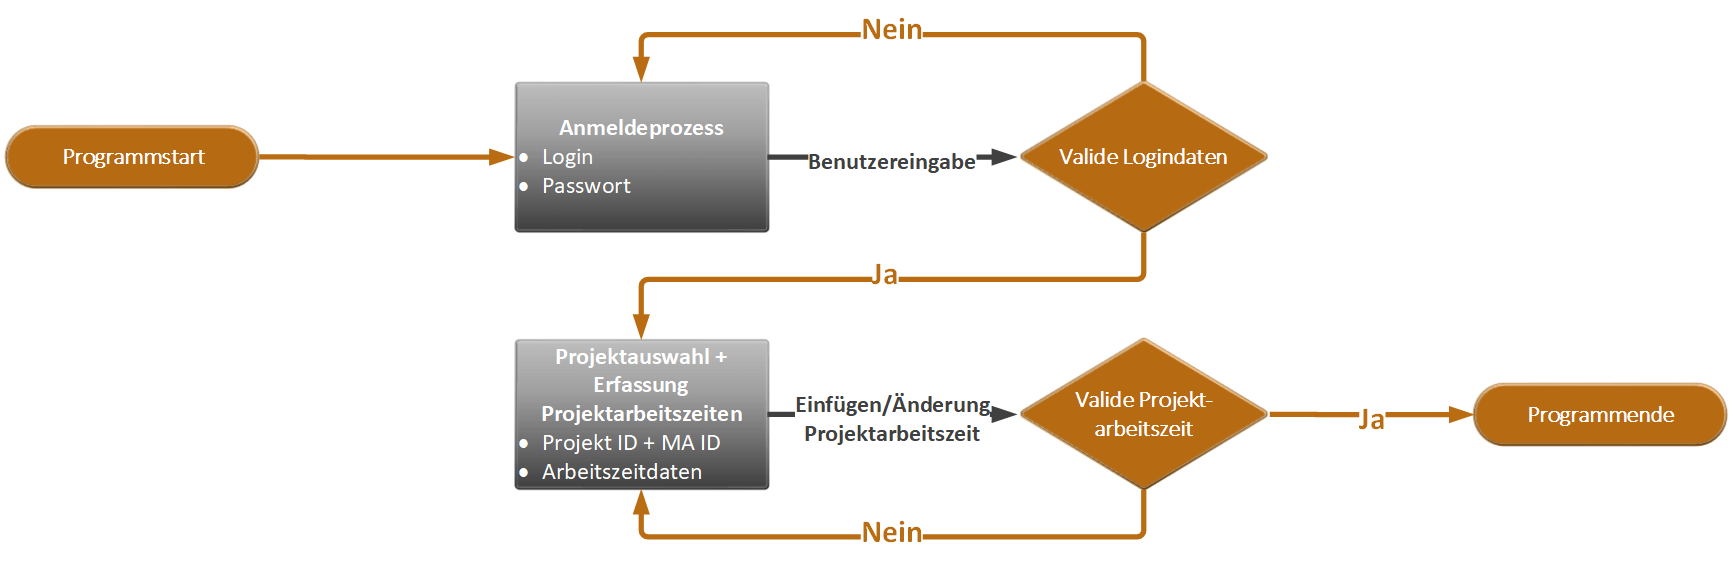 Nein
Programmstart
Anmeldeprozess
• Login
• Passwort
Benutzereingabe
Valide Logindaten
Ja
Projektauswahl +
Erfassung
Projektarbeitszeiten
• Projekt ID + MA ID
• Arbeitszeitdaten
Einfügen/Änderung
Projektarbeitszeit
Valide Projekt-
arbeitszeit
Ja
Programmende
Nein